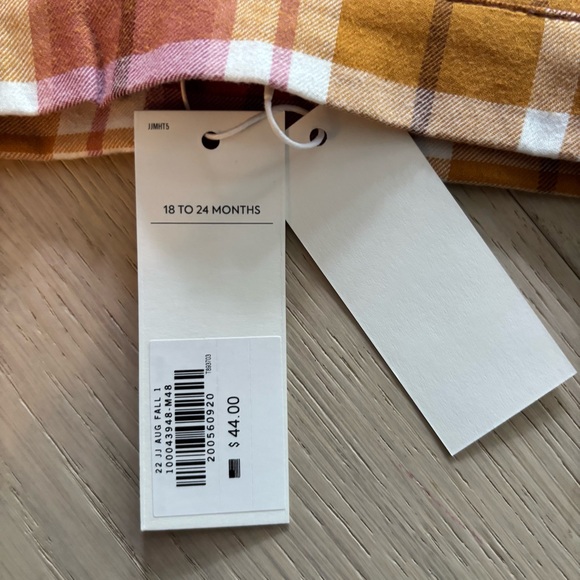 JJMHT5
18 TO 24 MONTHS
22 JJ AUG FALL 1
100043948-M48
200560920
$ 44.00